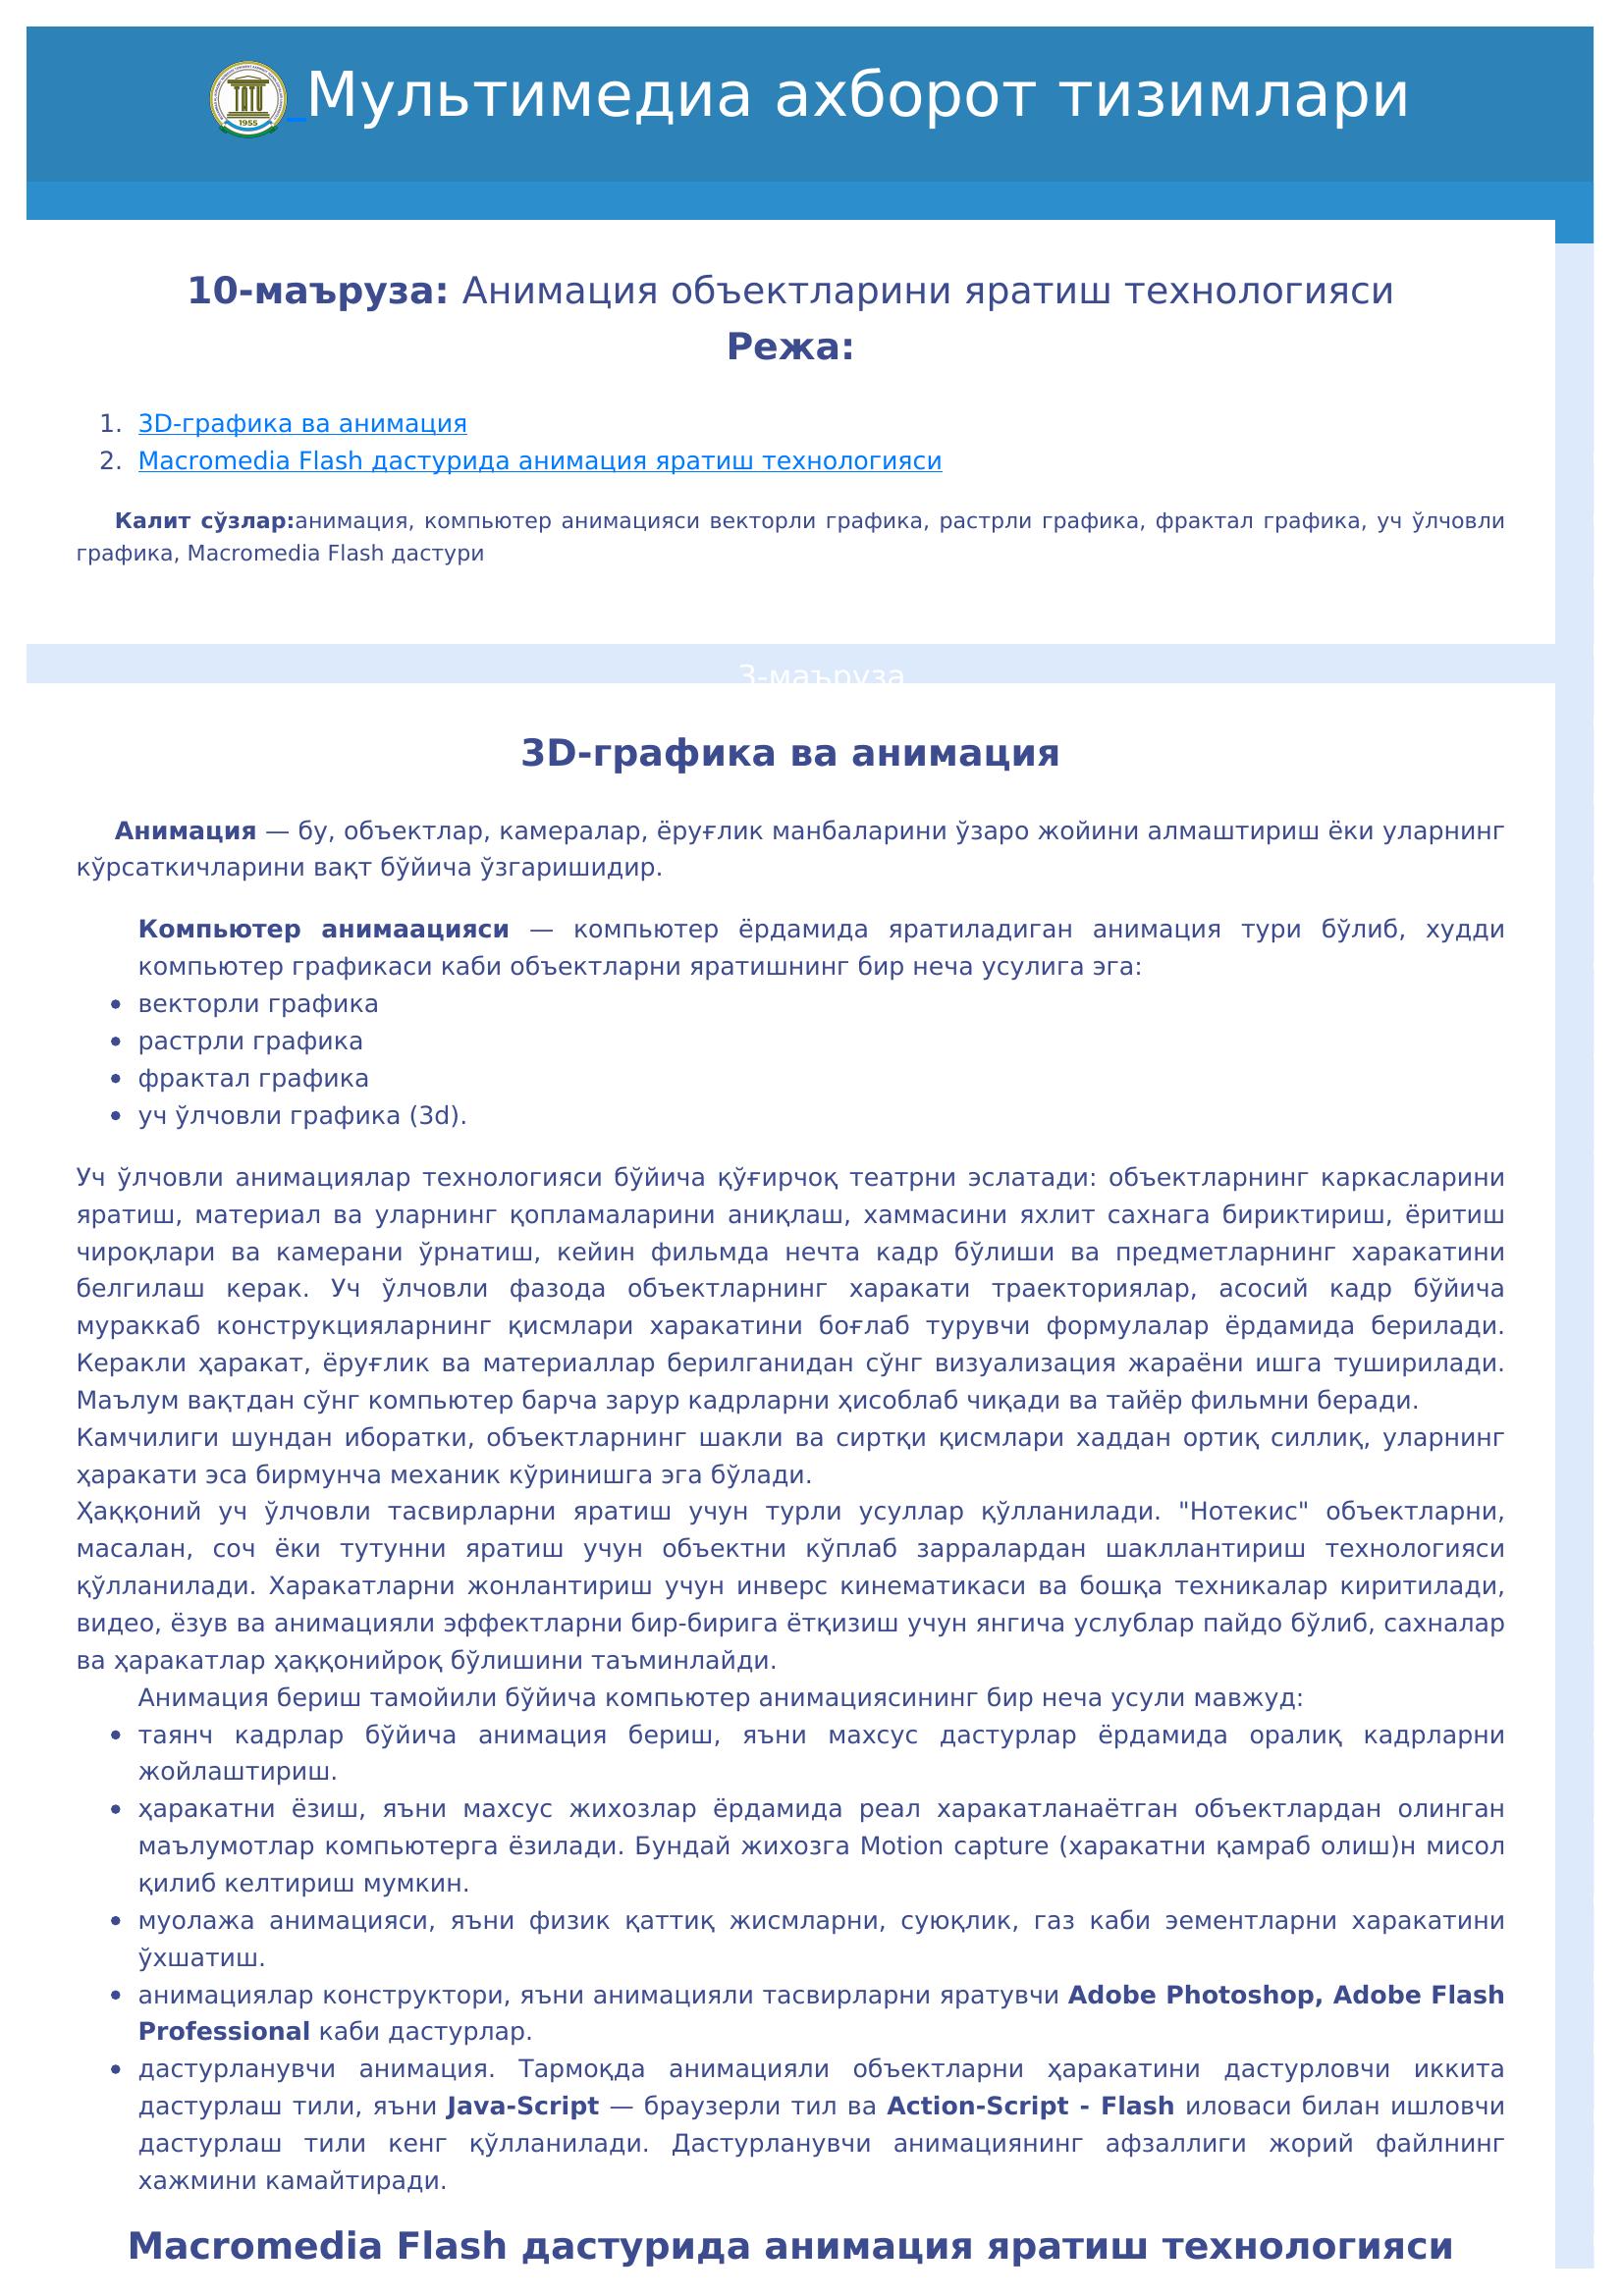 1955
Мультимедиа ахборот тизимлари
10-маъруза: Анимация объектларини яратиш технологияси
Режа:
1. 3D-графика ва анимация
2. Macromedia Flash дастурида анимация яратиш технологияси
Калит сўзлар:анимация, компьютер анимацияси векторли графика, растрли графика, фрактал графика, уч ўлчовли
графика, Macromedia Flash дастури
3-маъруза
3D-графика ва анимация
Анимация — бу, объектлар, камералар, ёруғлик манбаларини ўзаро жойини алмаштириш ёки уларнинг
кўрсаткичларини вақт бўйича ўзгаришидир.
Компьютер анимаацияси — компьютер ёрдамида яратиладиган анимация тури бўлиб, худди
компьютер графикаси каби объектларни яратишнинг бир неча усулига эга:
• векторли графика
• растрли графика
• фрактал графика
• уч ўлчовли графика (3d).
Уч ўлчовли анимациялар технологияси бўйича қўғирчоқ театрни эслатади: объектларнинг каркасларини
яратиш, материал ва уларнинг қопламаларини аниқлаш, хаммасини яхлит сахнага бириктириш, ёритиш
чироқлари ва камерани ўрнатиш, кейин фильмда нечта кадр бўлиши ва предметларнинг харакатини
белгилаш керак. Уч ўлчовли фазода объектларнинг харакати траекториялар, асосий кадр бўйича
мураккаб конструкцияларнинг қисмлари харакатини боғлаб турувчи формулалар ёрдамида берилади.
Керакли ҳаракат, ёруғлик ва материаллар берилганидан сўнг визуализация жараёни ишга туширилади.
Маълум вақтдан сўнг компьютер барча зарур кадрларни ҳисоблаб чиқади ва тайёр фильмни беради.
Камчилиги шундан иборатки, объектларнинг шакли ва сиртқи қисмлари хаддан ортиқ силлиқ, уларнинг
ҳаракати эса бирмунча механик кўринишга эга бўлади.
Ҳаққоний уч ўлчовли тасвирларни яратиш учун турли усуллар қўлланилади. "Нотекис" объектларни,
масалан, соч ёки тутунни яратиш учун объектни кўплаб зарралардан шакллантириш технологияси
қўлланилади. Харакатларни жонлантириш учун инверс кинематикаси ва бошқа техникалар киритилади,
видео, ёзув ва анимацияли эффектларни бир-бирига ётқизиш учун янгича услублар пайдо бўлиб, сахналар
ва ҳаракатлар ҳаққонийроқ бўлишини таъминлайди.
Анимация бериш тамойили бўйича компьютер анимациясининг бир неча усули мавжуд:
• таянч кадрлар бўйича анимация бериш, яъни махсус дастурлар ёрдамида оралиқ кадрларни
жойлаштириш.
• ҳаракатни ёзиш, яъни махсус жихозлар ёрдамида реал харакатланаётган объектлардан олинган
маълумотлар компьютерга ёзилади. Бундай жихозга Motion capture (харакатни қамраб олиш)н мисол
қилиб келтириш мумкин.
• муолажа анимацияси, яъни физик қаттиқ жисмларни, суюқлик, газ каби эементларни харакатини
ўхшатиш.
• анимациялар конструктори, яъни анимацияли тасвирларни яратувчи Adobe Photoshop, Adobe Flash
Professional каби дастурлар.
• дастурланувчи анимация. Тармоқда анимацияли объектларни ҳаракатини дастурловчи иккита
дастурлаш тили, яъни Java-Script — браузерли тил ва Action-Script - Flash иловаси билан ишловчи
дастурлаш тили кенг қўлланилади. Дастурланувчи анимациянинг афзаллиги жорий файлнинг
хажмини камайтиради.
Macromedia Flash дастурида анимация яратиш технологияси